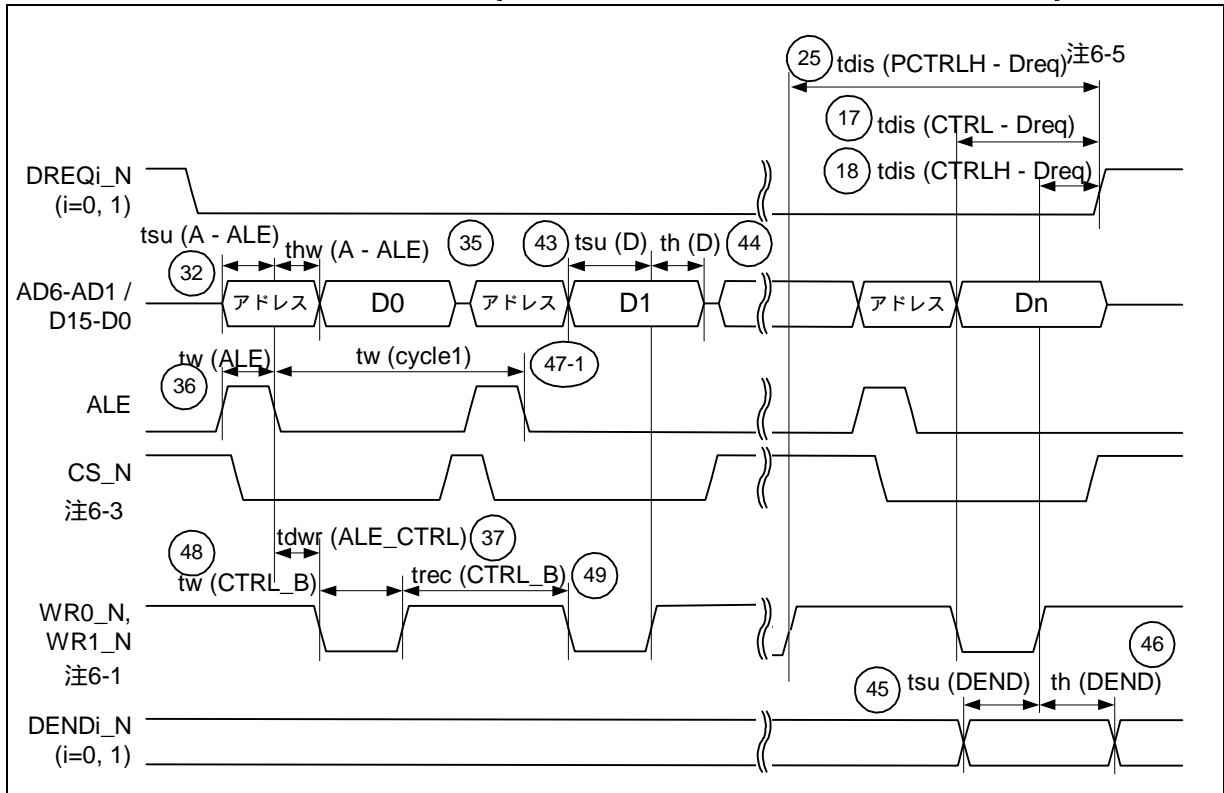 25 tdis (PCTRLH - Dreq) 注6-5
17 tdis (CTRL - Dreq)
18 tdis (CTRLH - Dreq)
DREQi_N
(i=0, 1)
tsu (A - ALE)
thw (A - ALE)
35
43
tsu (D)
th (D)
44
32
AD6-AD1 /
D15-D0
アドレス
D0
アドレス
D1
アドレス
Dn
tw (ALE)
tw (cycle1)
47-1
36
ALE
CS_N
注6-3
tdwr (ALE_CTRL)
37
48
tw (CTRL_B)
trec (CTRL_B)
49
WR0_N,
WR1_N
注6-1
46
45
tsu (DEND)
th (DEND)
DENDi_N
(i=0, 1)